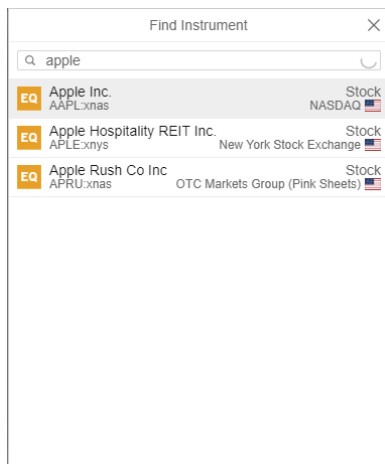 Find Instrument
apple
EQ Apple Inc. Stock
AAPL:xnas NASDAQ
EQ Apple Hospitality REIT Inc. Stock
APLE:xnys New York Stock Exchange
EQ Apple Rush Co Inc Stock
APRU:xnas OTC Markets Group (Pink Sheets)